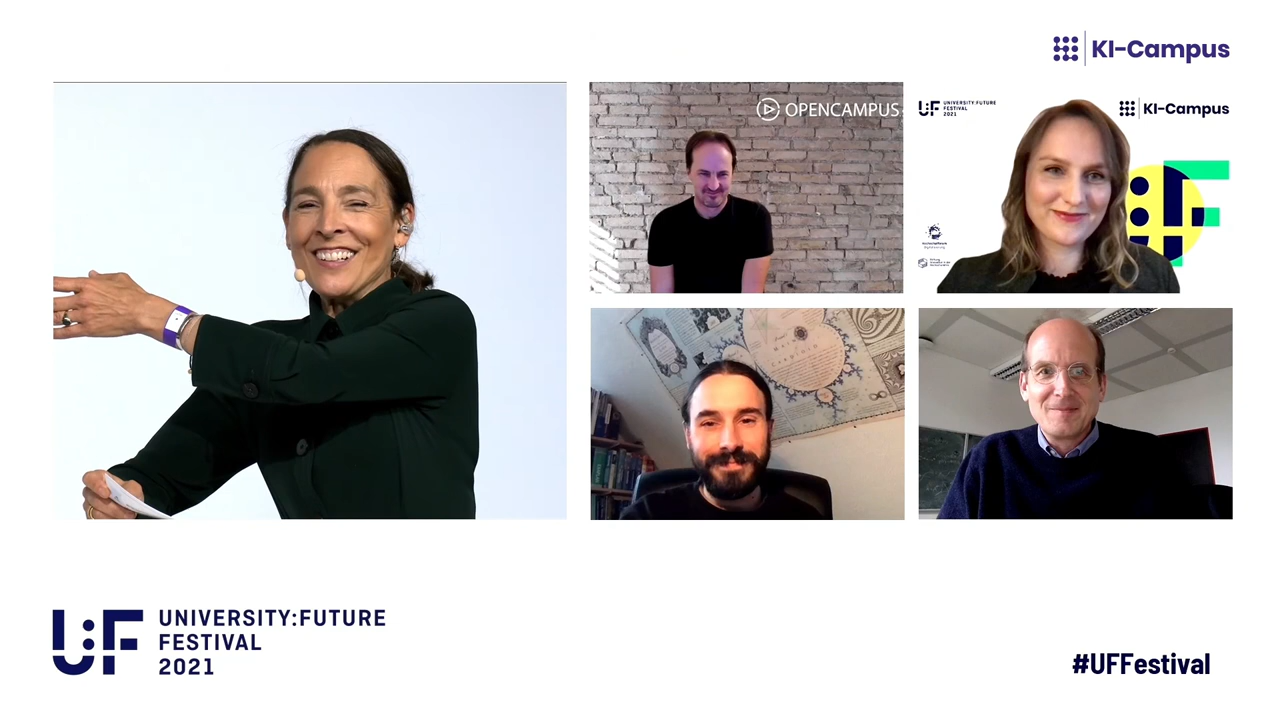 KI-Campus
OPENCAMPUS
U:F UNIVERSITY:FUTURE
FESTIVAL
2021
KI-Campus
U:F UNIVERSITY:FUTURE
FESTIVAL
2021
#UFFestival